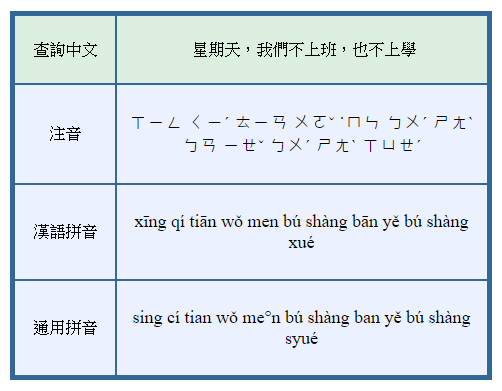 查詢中文
星期天，我們不上班，也不上學
注音
ㄒㄧㄥ ㄑㄧˊ ㄊㄧㄢ ㄨㄛˇ ˙ㄇㄣ ㄅㄨˊ ㄕㄤˋ
ㄅㄢ ㄧㄝˇ ㄅㄨˊ ㄕㄤˋ ㄒㄩㄝˊ
漢語拼音
xīng qí tiān wǒ men bú shàng bān yě bú shàng
xué
通用拼音
sing cí tian wǒ me°n bú shàng ban yě bú shàng
syué